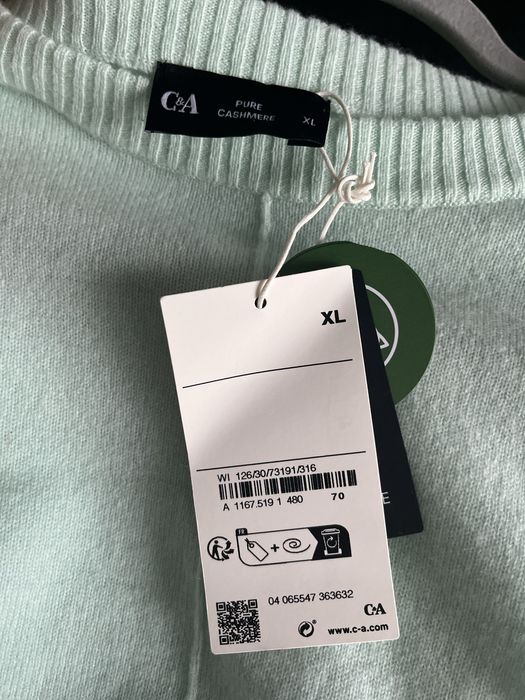 C&A
PURE
CASHMERE
XL
XL
WI 126/30/73191/316
A 1167.519 1 480
70
FR
04 065547 363632
C&A
www.c-a.com
E